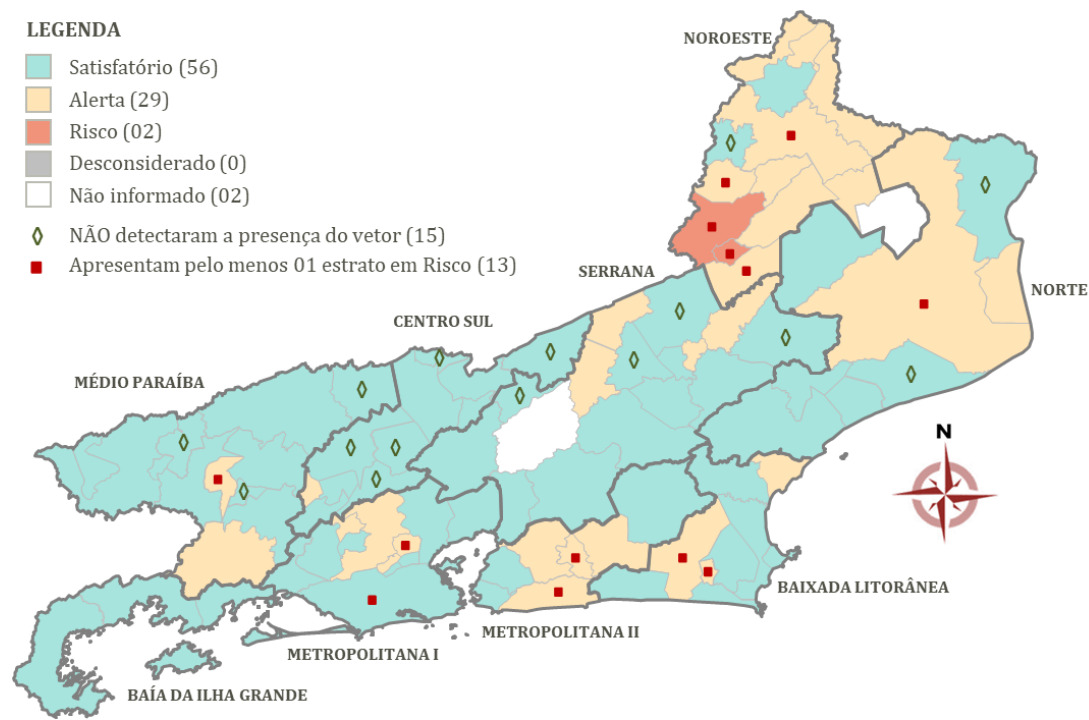 LEGENDA
Satisfatório (56)
Alerta (29)
Risco (02)
Desconsiderado (0)
Não informado (02)
NÃO detectaram a presença do vetor (15)
Apresentam pelo menos 01 estrato em Risco (13)
NOROESTE
SERRANA
NORTE
CENTRO SUL
MÉDIO PARAÍBA
N
BAIXADA LITORÂNEA
METROPOLITANA II
METROPOLITANA I
BAÍA DA ILHA GRANDE